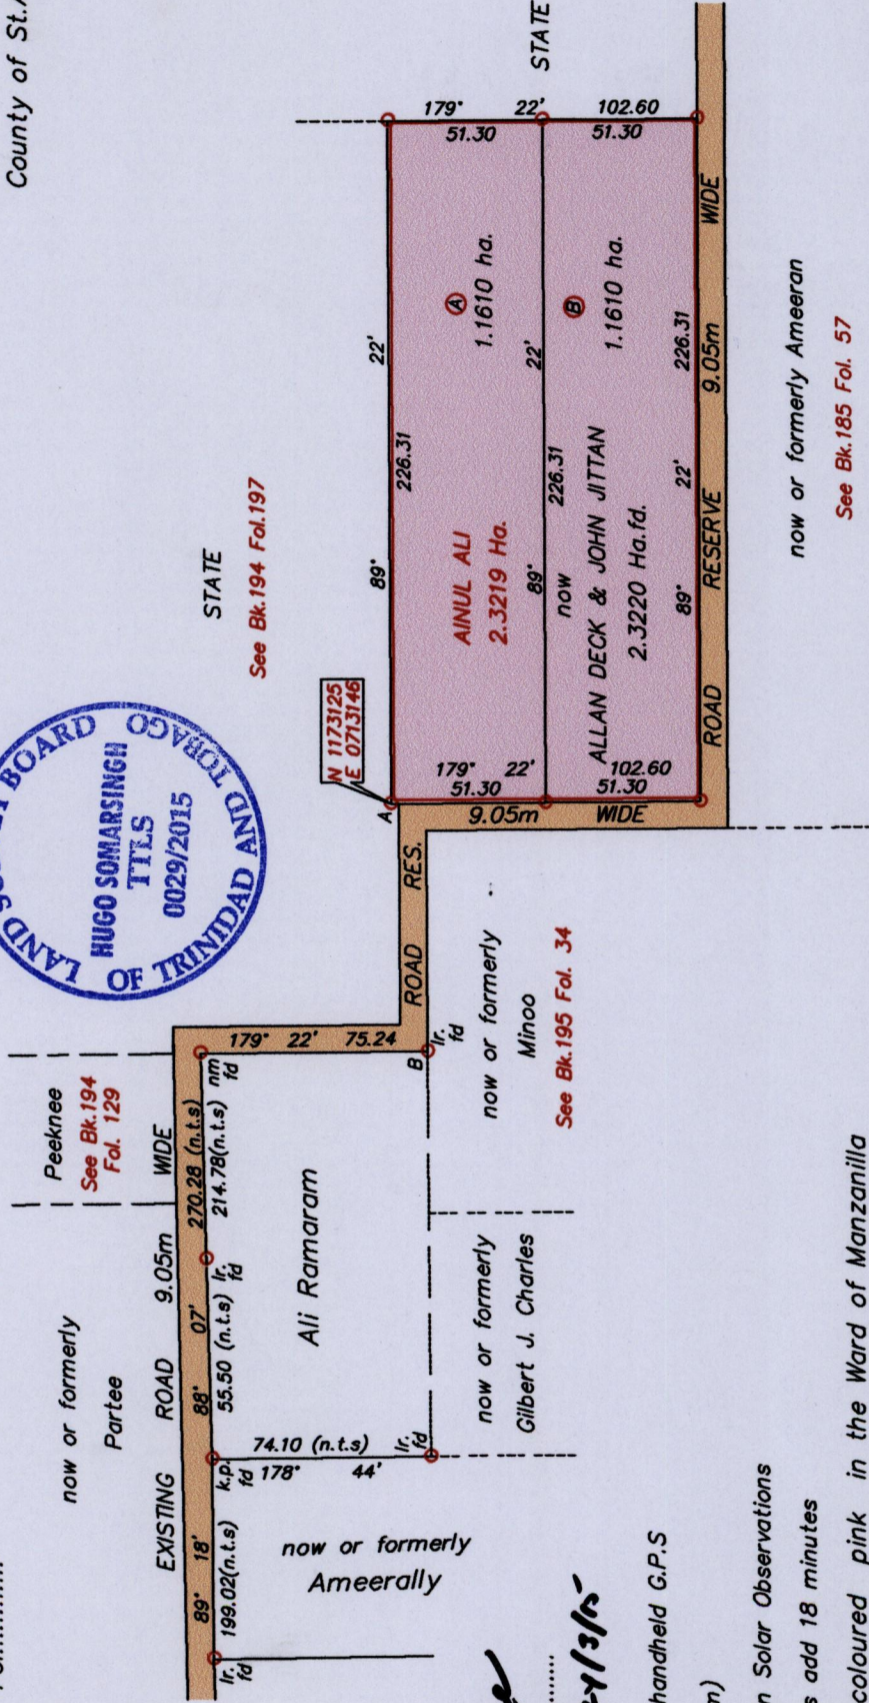 County of St.
STATE
See Bk.194 Fol.197
STATE
LAND BOARD
OF TRINIDAD AND TOBAGO
HUGO SOMARSINGH
TTLS
0029/2015
N 1173125
E 0713146
A
89° 22'
226.31
179° 22' 102.60
51.30 51.30
AINUL ALI
2.3219 Ha.
A
1.1610 ha.
89° 22'
226.31
now
ALLAN DECK & JOHN JITTAN
2.3220 Ha.fd.
B
1.1610 ha.
179° 22' 102.60
51.30 51.30
89° 22' 226.31
ROAD RESERVE 9.05m WIDE
9.05m WIDE
now or formerly Ameeran
See Bk.185 Fol. 57
Peeknee
See Bk.194
Fol. 129
now or formerly
Partee
EXISTING ROAD 9.05m WIDE
89° 18' 88° 07' 270.28 (n.t.s)
Ir. fd 199.02(n.t.s) k.p. fd 55.50 (n.t.s) Ir. fd 214.78(n.t.s) nm fd
179° 22' 75.24
ROAD RES.
B
Ir. fd
74.10 (n.t.s) Ir. fd
178° 44'
Ali Ramaram
now or formerly
Ameerally
now or formerly
Gilbert J. Charles
now or formerly
Minoo
See Bk.195 Fol. 34
/3/15
handheld G.P.S
m)
n Solar Observations
s add 18 minutes
coloured pink in the Ward of Manzanilla